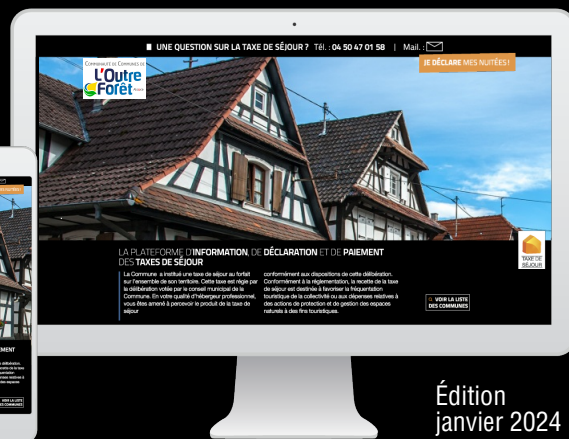 UNE QUESTION SUR LA TAXE DE SÉJOUR ? Tél. : 04 50 47 01 58 | Mail. :
JE DÉCLARE MES NUITÉES !
COMMUNAUTÉ DE COMMUNES DE
L'Outre
Forêt
LA PLATEFORME D'INFORMATION, DE DÉCLARATION ET DE PAIEMENT
DES TAXES DE SÉJOUR
La Commune a institué une taxe de séjour au forfait
sur l'ensemble de son territoire. Cette taxe est régie par
la délibération votée par le conseil municipal de la
Commune. En votre qualité d'hébergeur professionnel,
vous êtes amené à percevoir le produit de la taxe de
séjour
conformément aux dispositions de cette délibération.
Conformément à la réglementation, la recette de la taxe
de séjour est destinée à favoriser la fréquentation
touristique de la collectivité ou aux dépenses relatives à
des actions de protection et de gestion des espaces
naturels à des fins touristiques.
TAXE DE
SÉJOUR
VOIR LA LISTE
DES COMMUNES
VOIR LA LISTE
DES COMMUNES
Édition
janvier 2024